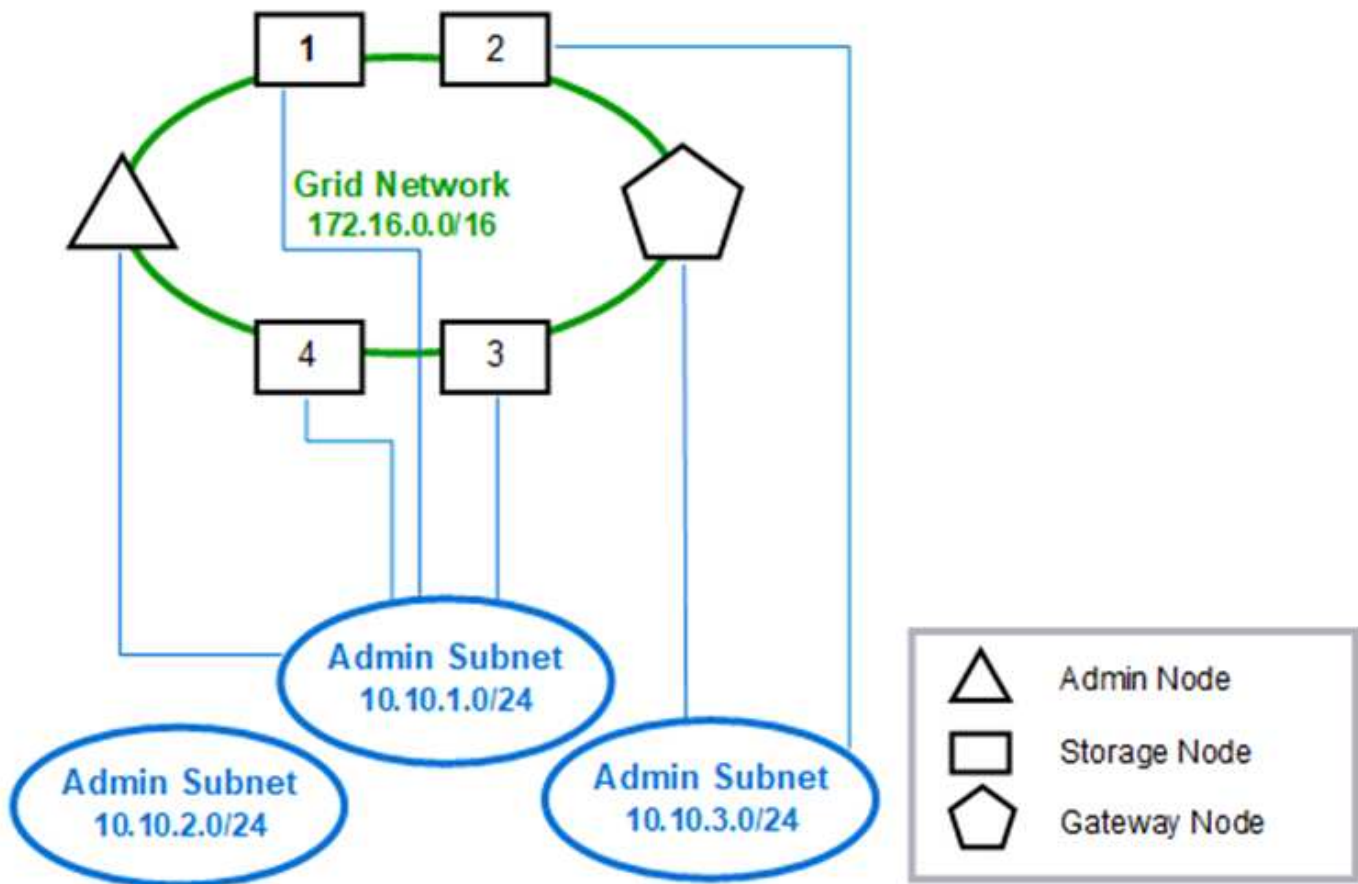 1
2
Grid Network
172.16.0.0/16
4
3
Admin Subnet
10.10.1.0/24
Admin Subnet
10.10.2.0/24
Admin Subnet
10.10.3.0/24
Admin Node
Storage Node
Gateway Node